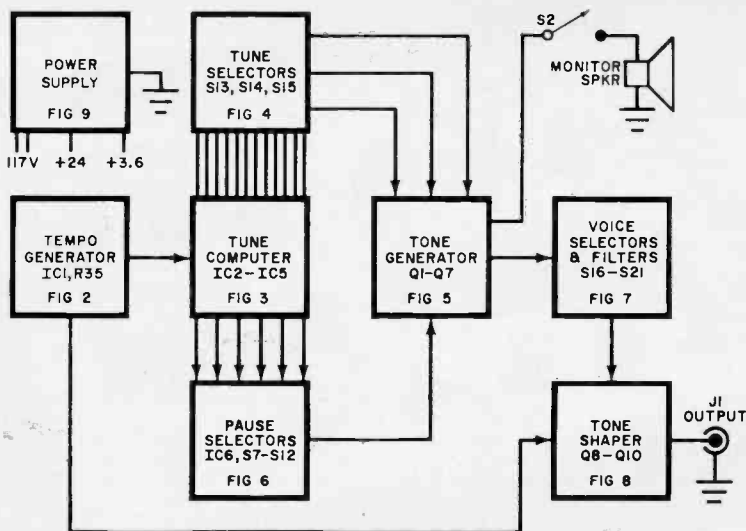 POWER
SUPPLY
FIG 9
117V +24 +3.6
TUNE
SELECTORS
S13, S14, S15
FIG 4
S2
MONITOR
SPKR
TEMPO
GENERATOR
IC1, R35
FIG 2
TUNE
COMPUTER
IC2-IC5
FIG 3
TONE
GENERATOR
Q1-Q7
FIG 5
VOICE
SELECTORS
& FILTERS
S16-S21
FIG 7
PAUSE
SELECTORS
IC6, S7-S12
FIG 6
TONE
SHAPER
Q8-Q10
FIG 8
J1
OUTPUT